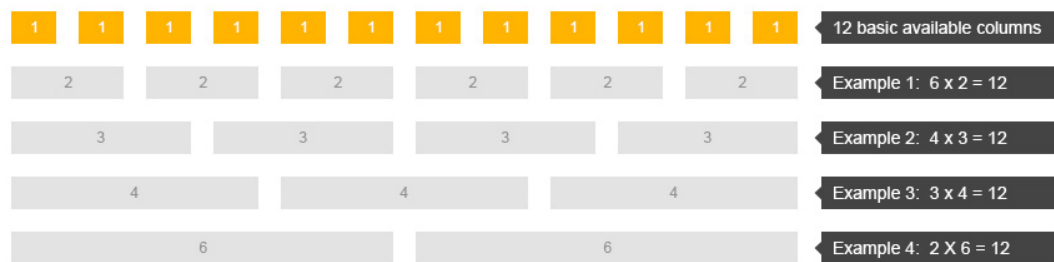 1 1 1 1 1 1 1 1 1 1 1 1 12 basic available columns
2 2 2 2 2 2 Example 1: 6 x 2 = 12
3 3 3 3 Example 2: 4 x 3 = 12
4 4 4 Example 3: 3 x 4 = 12
6 6 Example 4: 2 X 6 = 12